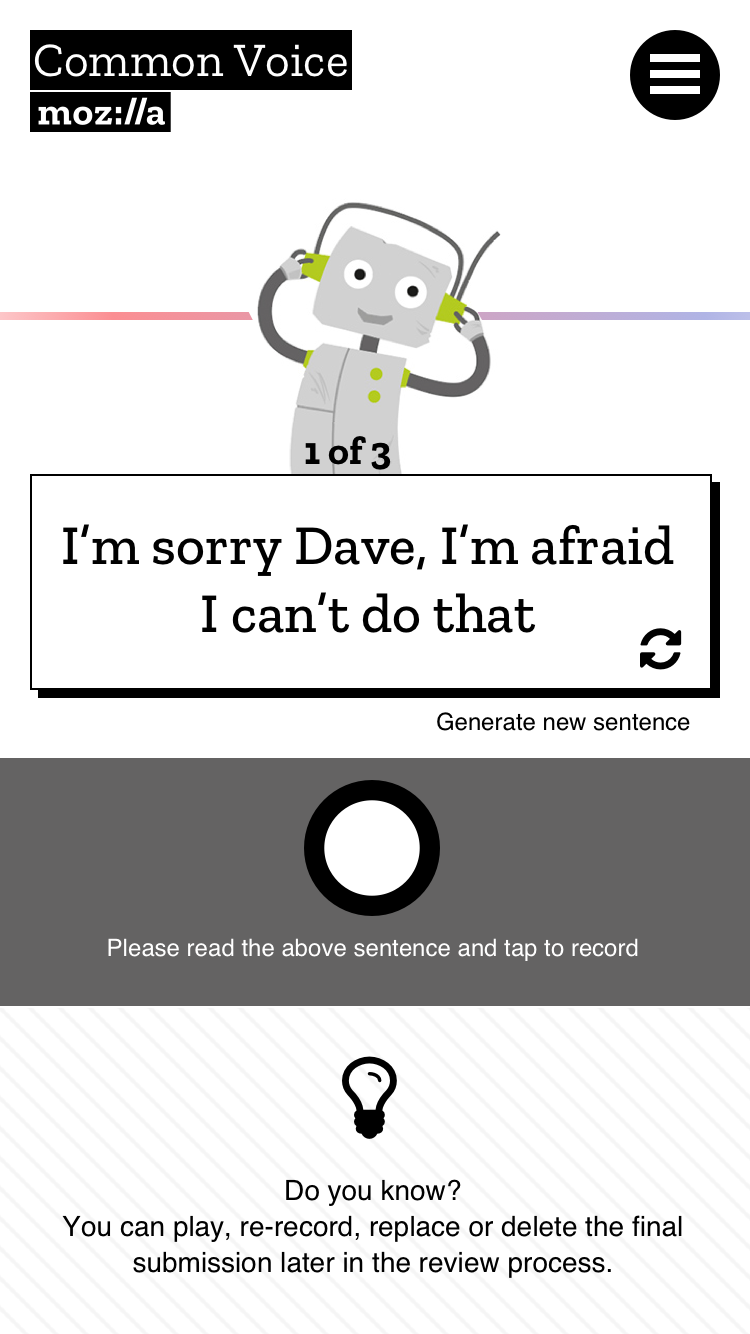 Common Voice
moz://a
1 of 3
I’m sorry Dave, I’m afraid
I can’t do that
Generate new sentence
Please read the above sentence and tap to record
Do you know?
You can play, re-record, replace or delete the final
submission later in the review process.